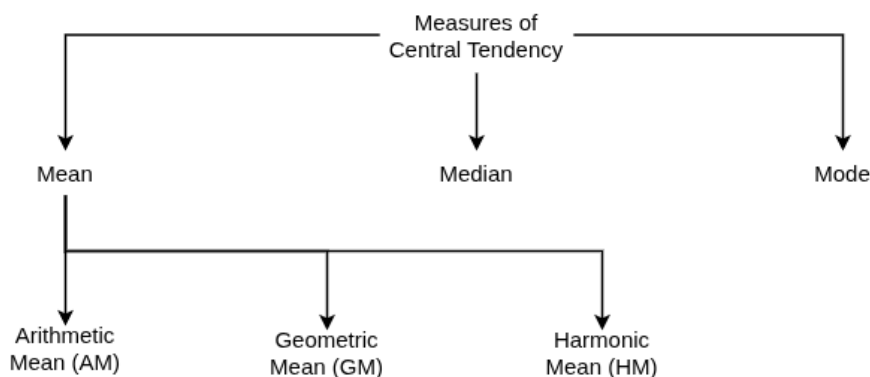 Measures of
Central Tendency
Mean
Median
Mode
Arithmetic
Mean (AM)
Geometric
Mean (GM)
Harmonic
Mean (HM)